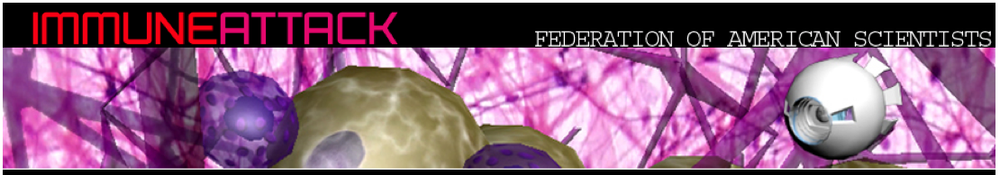 IMMUNEATTACK
FEDERATION OF AMERICAN SCIENTISTS